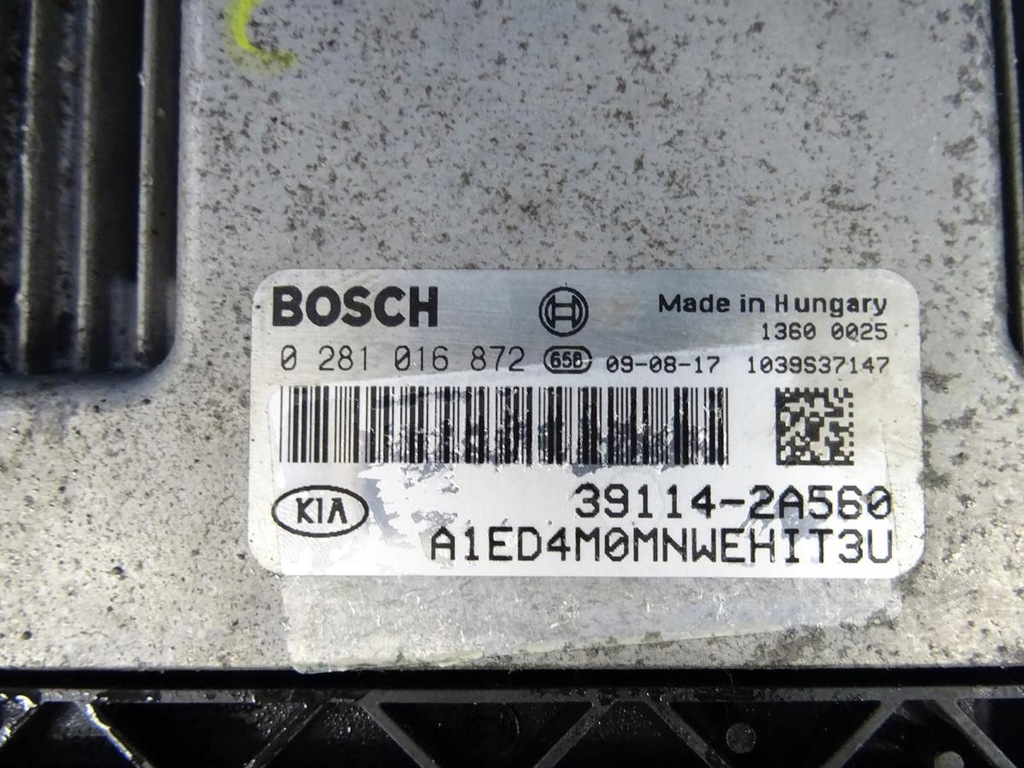 BOSCH Made in Hungary
1360 0025
0 281 016 872 658 09-08-17 1039S37147
KIA 39114-2A560
A1ED4M0MNWEHIT3U